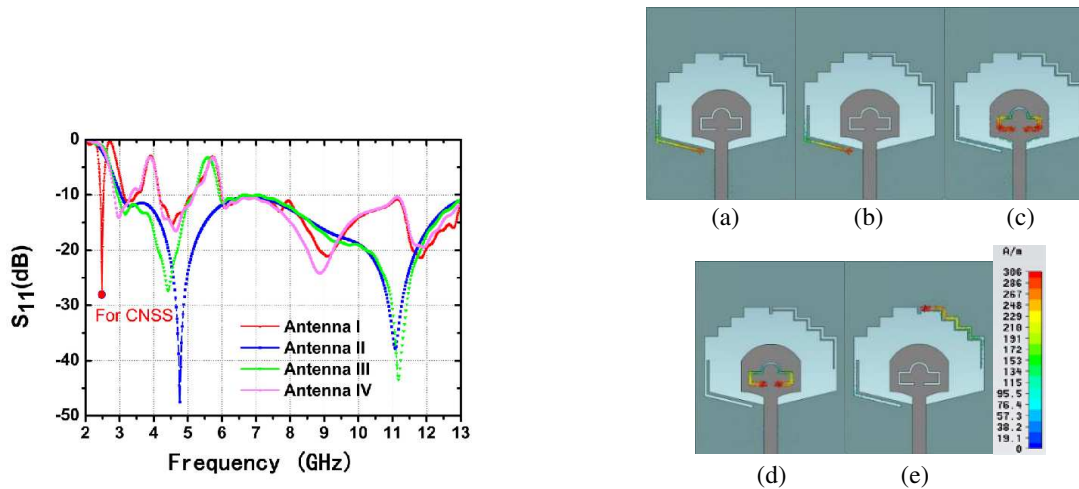 0
-10
-20
-30
-40
-50
S11(dB)
For CNSS
Antenna I
Antenna II
Antenna III
Antenna IV
2 3 4 5 6 7 8 9 10 11 12 13
Frequency (GHz)
(a) (b) (c)
A/m
306
286
267
248
229
210
191
172
153
134
115
95.5
76.4
57.3
38.2
19.1
0
(d) (e)